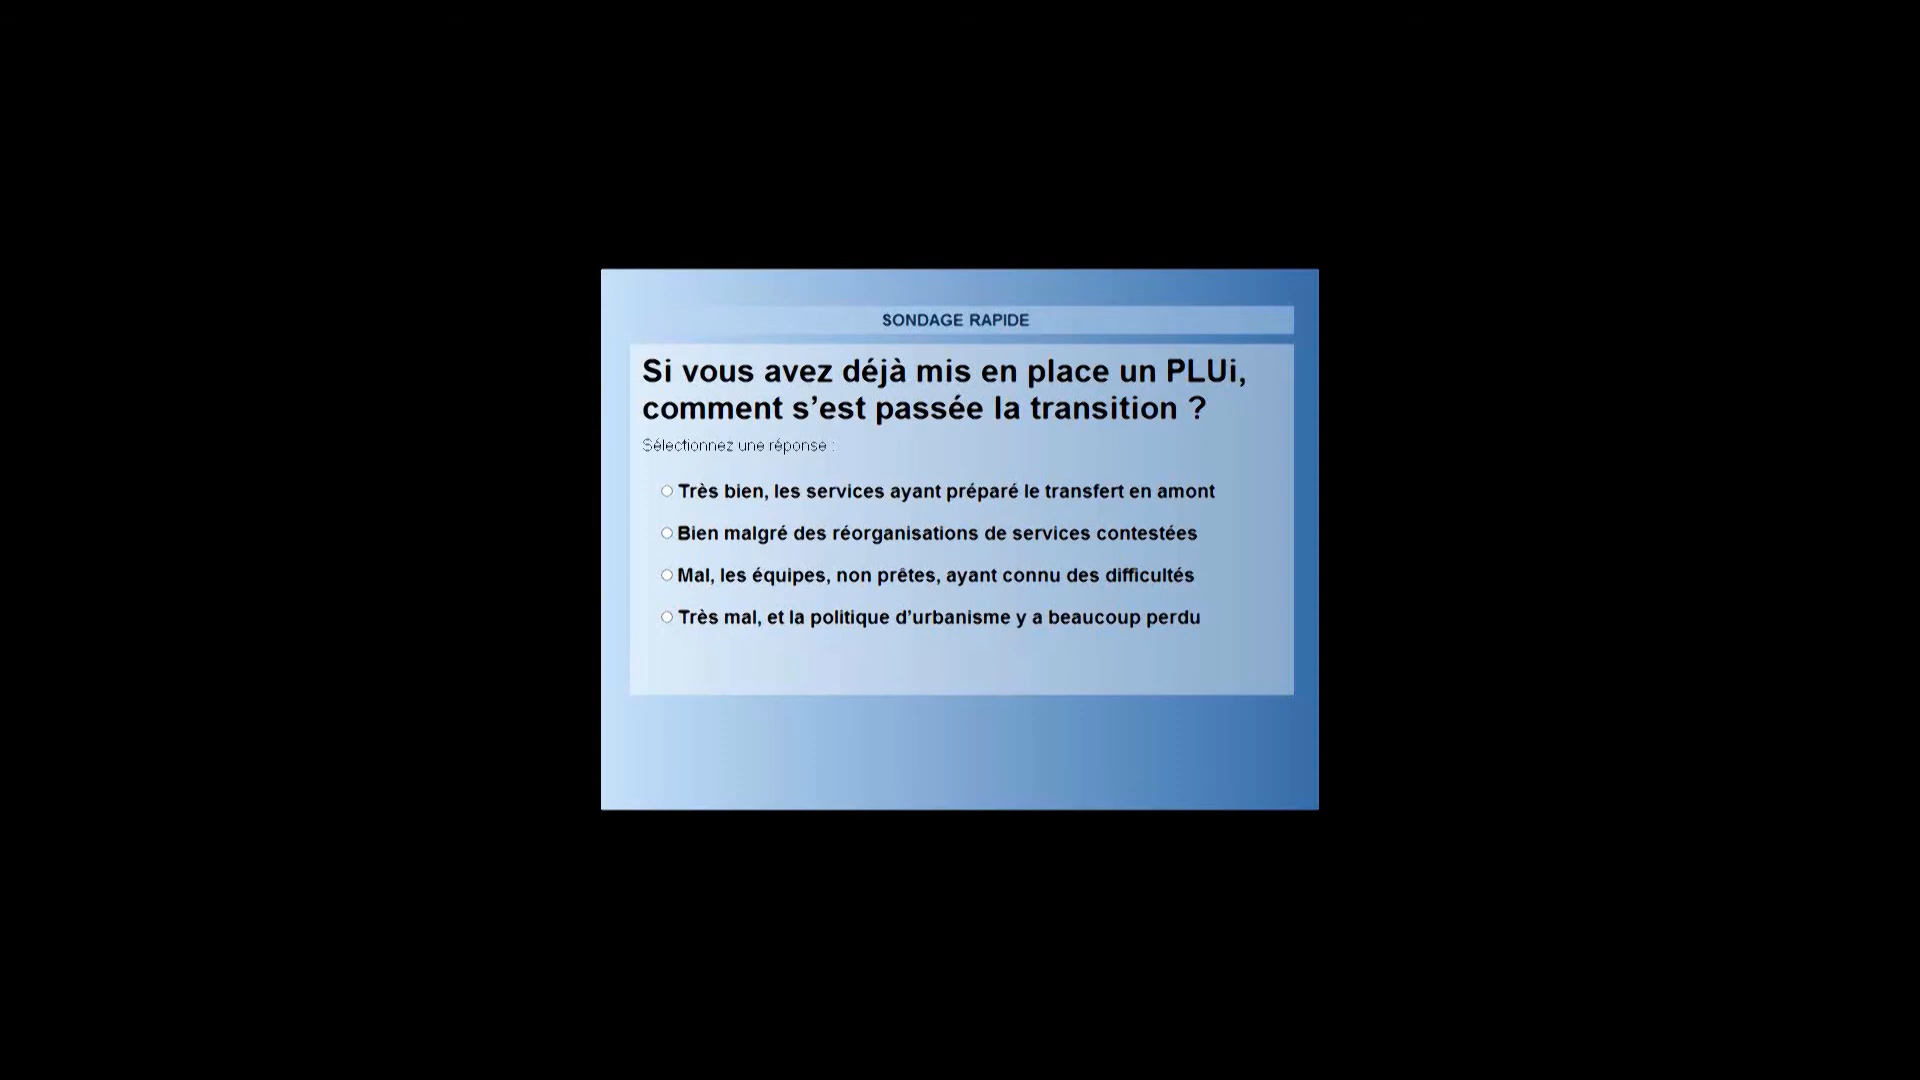 SONDAGE RAPIDE
Si vous avez déjà mis en place un PLUi,
comment s’est passée la transition ?
Sélectionnez une réponse :
Très bien, les services ayant préparé le transfert en amont
Bien malgré des réorganisations de services contestées
Mal, les équipes, non prêtes, ayant connu des difficultés
Très mal, et la politique d’urbanisme y a beaucoup perdu